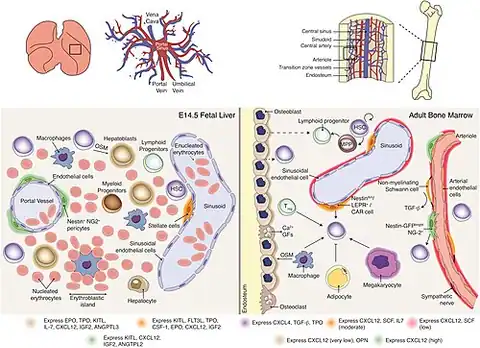 Vena
Cava
Portal
Sinus
Portal
Vein
Umbilical
Vein
Central sinus
Sinusoid
Central artery
Arteriole
Transition zone vessels
Endosteum
E14.5 Fetal Liver
Macrophages
OSM
Hepatoblasts
Lymphoid
Progenitors
Enucleated
erythrocytes
Endothelial cells
Myeloid
Progenitors
HSC
Portal Vessel
Sinusoid
Nestin⁺ NG2⁺
pericytes
Stellate cells
Sinusoidal
endothelial cells
Nucleated
erythrocytes
Erythroblastic
island
Hepatocyte
Adult Bone Marrow
Osteoblast
Lymphoid progenitor
HSC
MPP
Arteriole
Sinusoid
Sinusoidal
endothelial cell
Non-myelinating
Schwann cell
Arterial
endothelial
cells
TGF-β
LEPR⁺ /
CAR cell
Ca²⁺
GFs
NG-2⁺
OSM
Macrophage
Megakaryocyte
Adipocyte
Endosteum
Osteoclast
Sympathetic
nerve
Express EPO, TPO, KITL,
IL-7, CXCL12, IGF2, ANGPTL3
Express KITL, FLT3L, TPO,
CSF-1, EPO, CXCL12, IGF2
Express KITL, CXCL12,
IGF2, ANGPTL2
Express CXCL4, TGF-β, TPO
Express CXCL12, SCF, IL7
(moderate)
Express CXCL12, SCF
(low)
Express CXCL12 (very low), OPN
Express CXCL12 (high)